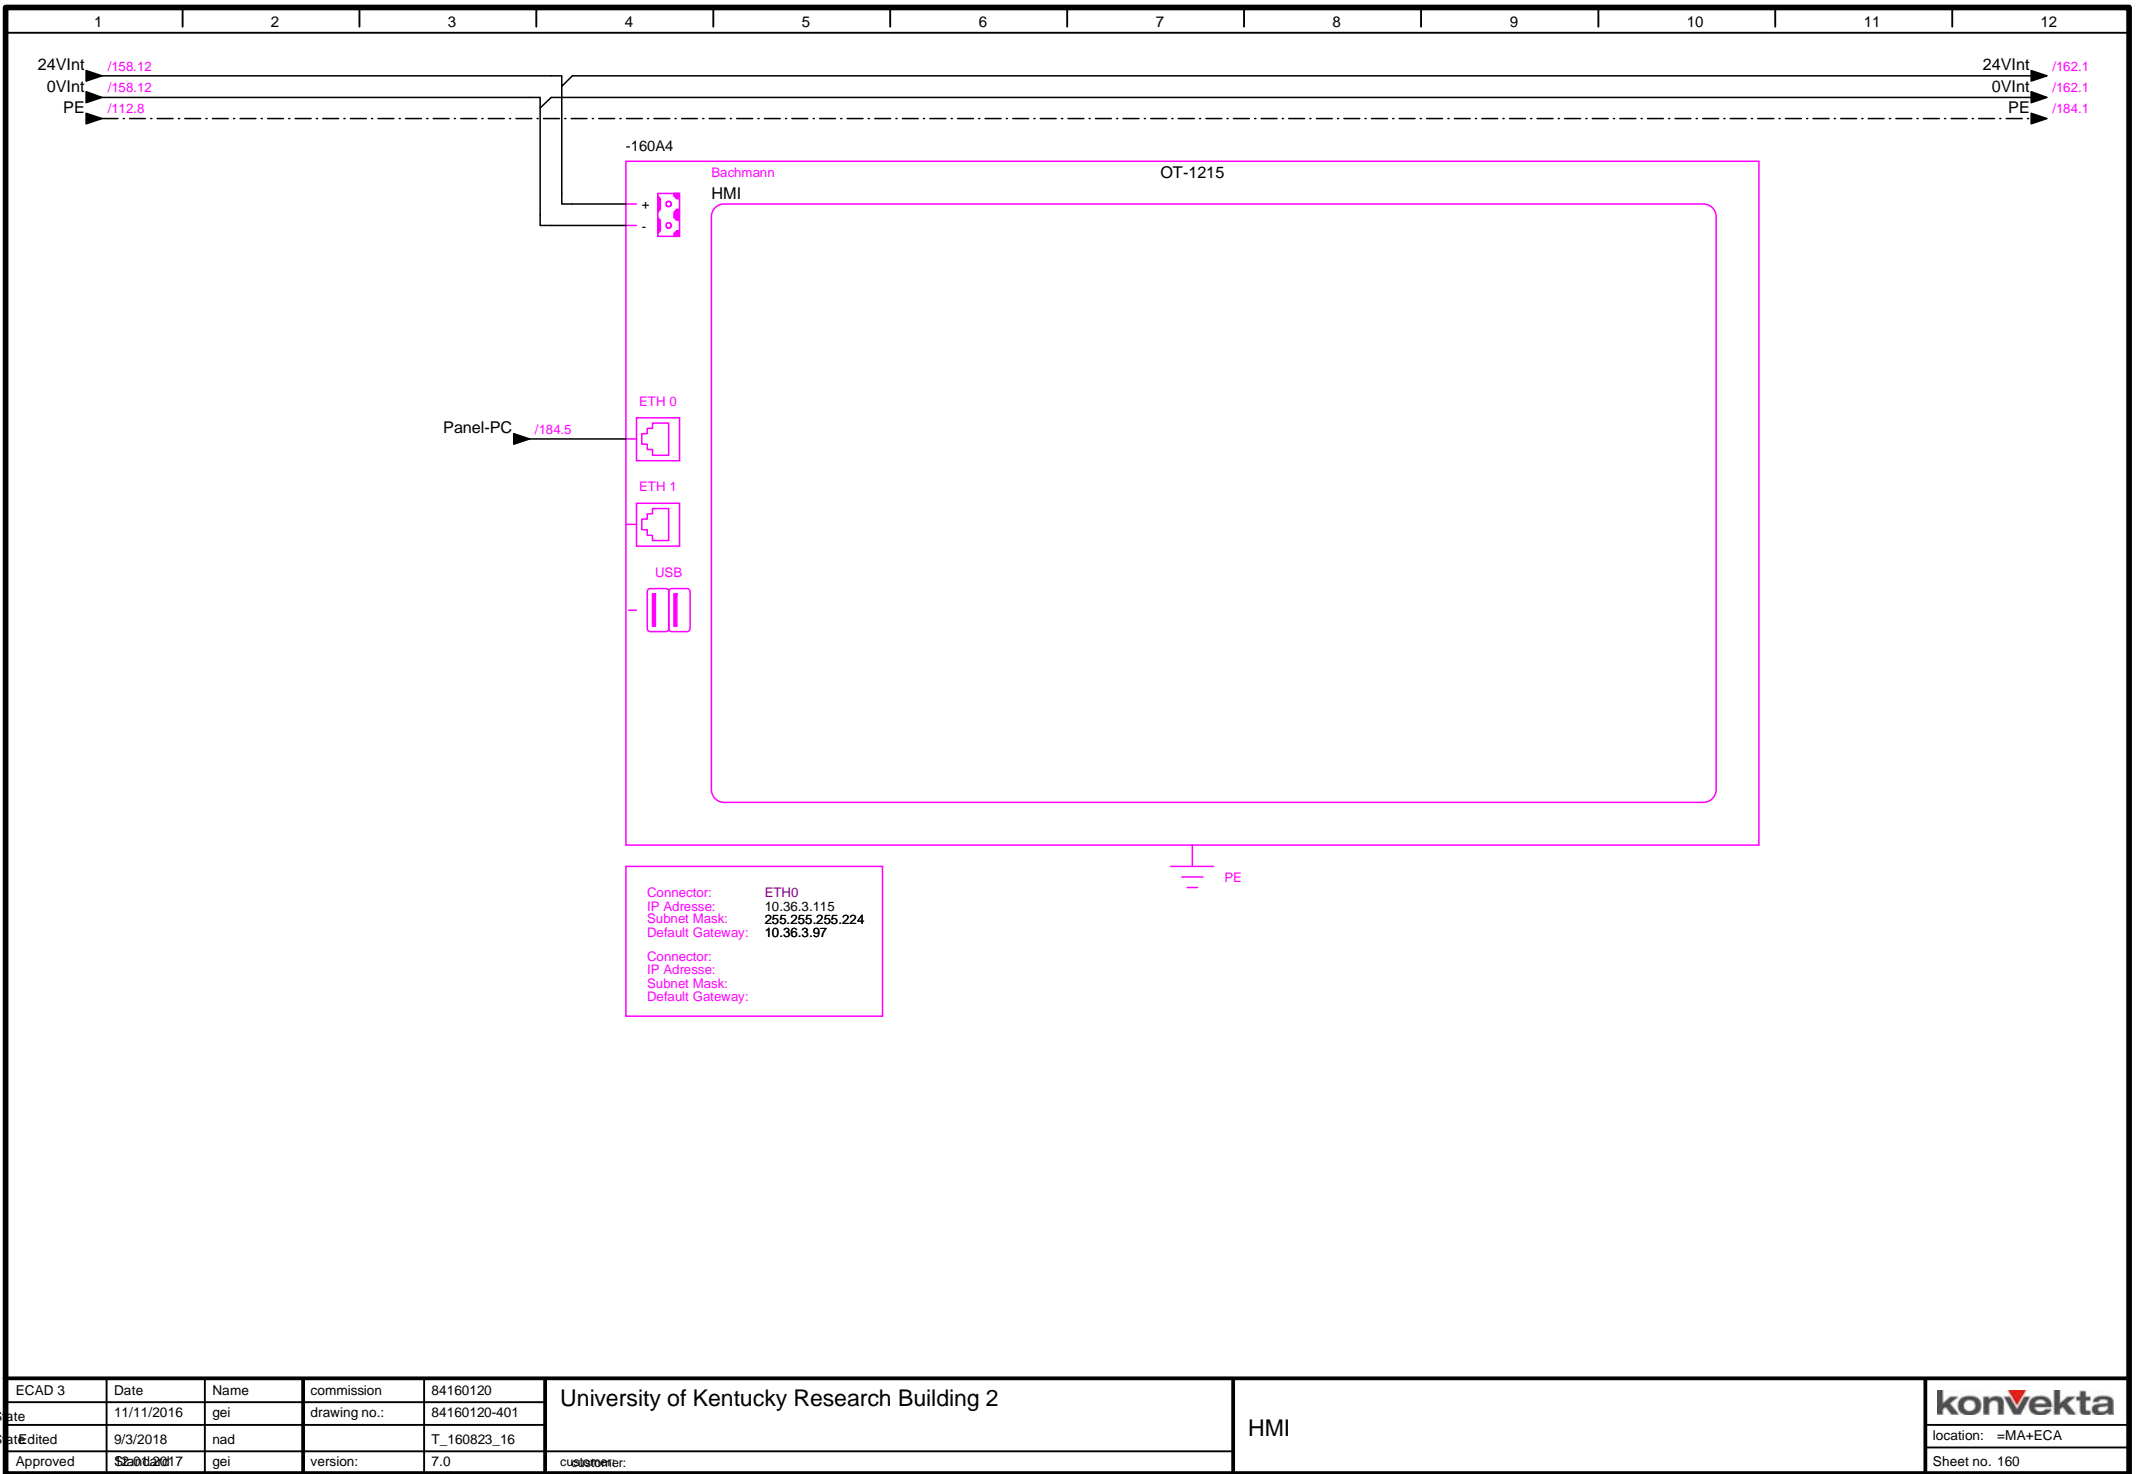 1 2 3 4 5 6 7 8 9 10 11 12
24VInt /158.12 24VInt /162.1
0VInt /158.12 0VInt /162.1
PE /112.8 PE /184.1
-160A4
Bachmann OT-1215
HMI
+
-
ETH 0
Panel-PC /184.5
ETH 1
USB
PE
Connector: ETH0
IP Adresse: 10.36.3.115
Subnet Mask: 255.255.255.224
Default Gateway: 10.36.3.97
Connector:
IP Adresse:
Subnet Mask:
Default Gateway:
ECAD 3 Date Name commission 84160120 University of Kentucky Research Building 2 konvekta
11/11/2016 gei drawing no.: 84160120-401
HMI
Edited 9/3/2018 nad T_160823_16 location: =MA+ECA
Approved gei version: 7.0 customer: Sheet no. 160